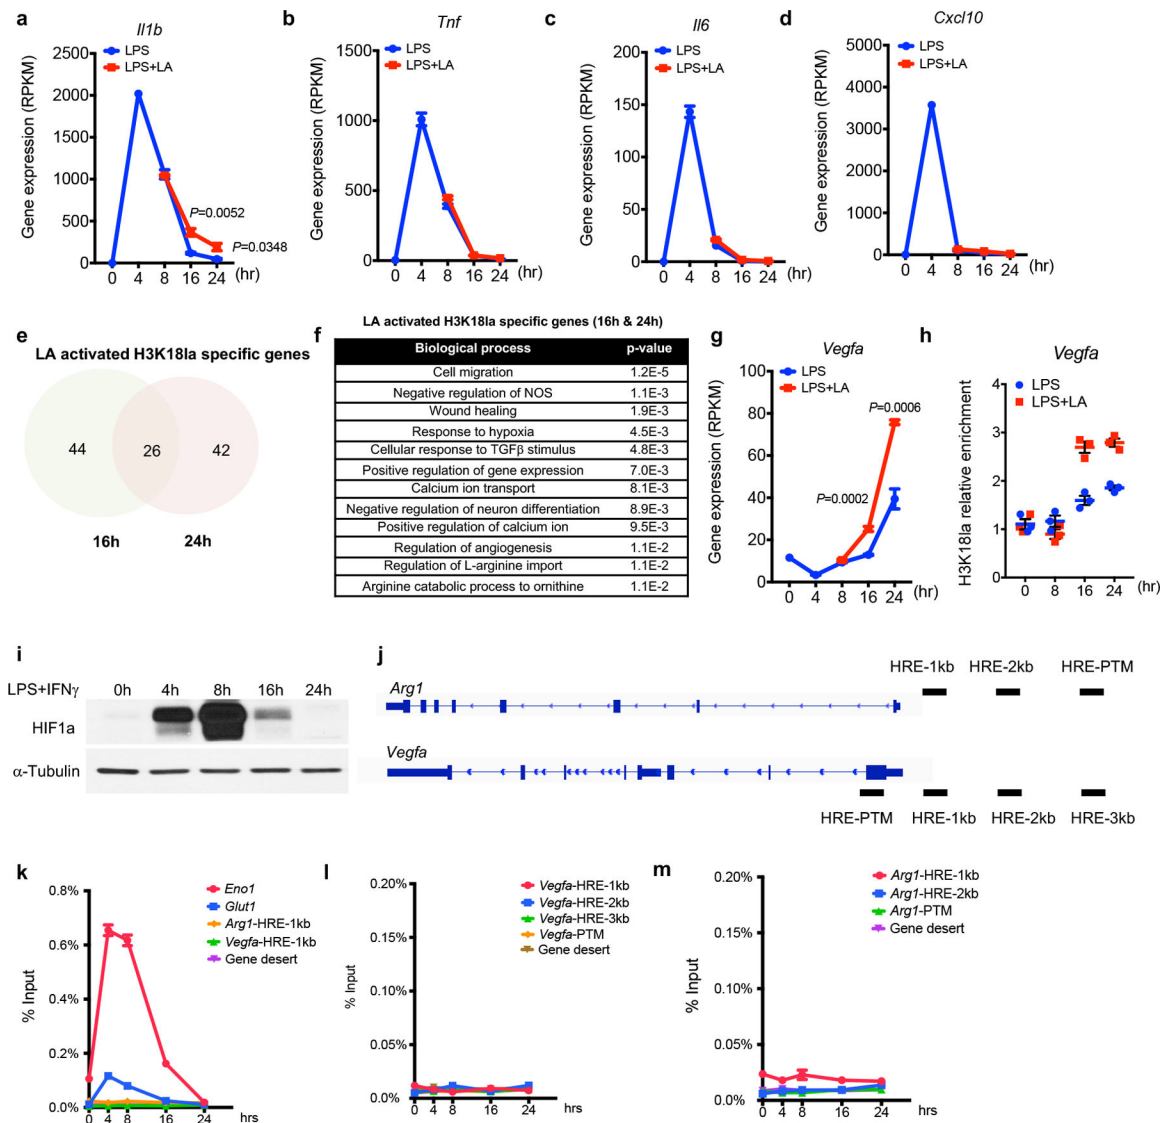 a
Il1b
LPS
LPS+LA
Gene expression (RPKM)
2500
2000
1500
1000
500
0
P=0.0052
P=0.0348
0 4 8 16 24 (hr)
b
Tnf
LPS
LPS+LA
Gene expression (RPKM)
1500
1000
500
0
0 4 8 16 24 (hr)
c
Il6
LPS
LPS+LA
Gene expression (RPKM)
200
150
100
50
0
0 4 8 16 24 (hr)
d
Cxcl10
LPS
LPS+LA
Gene expression (RPKM)
5000
4000
3000
2000
1000
0
0 4 8 16 24 (hr)
e
LA activated H3K18la specific genes
44 26 42
16h 24h
f
LA activated H3K18la specific genes (16h & 24h)
Biological process p-value
Cell migration 1.2E-5
Negative regulation of NOS 1.1E-3
Wound healing 1.9E-3
Response to hypoxia 4.5E-3
Cellular response to TGFβ stimulus 4.8E-3
Positive regulation of gene expression 7.0E-3
Calcium ion transport 8.1E-3
Negative regulation of neuron differentiation 8.9E-3
Positive regulation of calcium ion 9.5E-3
Regulation of angiogenesis 1.1E-2
Regulation of L-arginine import 1.1E-2
Arginine catabolic process to ornithine 1.1E-2
g
Vegfa
LPS
LPS+LA
Gene expression (RPKM)
100
80
60
40
20
0
P=0.0006
P=0.0002
0 4 8 16 24 (hr)
h
Vegfa
LPS
LPS+LA
H3K18la relative enrichment
4
3
2
1
0
0 8 16 24 (hr)
i
LPS+IFNγ 0h 4h 8h 16h 24h
HIF1a
α-Tubulin
j
HRE-1kb HRE-2kb HRE-PTM
Arg1
Vegfa
HRE-PTM HRE-1kb HRE-2kb HRE-3kb
k
Eno1
Glut1
Arg1-HRE-1kb
Vegfa-HRE-1kb
Gene desert
% Input
0.8%
0.6%
0.4%
0.2%
0.0%
0 4 8 16 24 hrs
l
Vegfa-HRE-1kb
Vegfa-HRE-2kb
Vegfa-HRE-3kb
Vegfa-PTM
Gene desert
% Input
0.20%
0.15%
0.10%
0.05%
0.00%
0 4 8 16 24 hrs
m
Arg1-HRE-1kb
Arg1-HRE-2kb
Arg1-PTM
Gene desert
% Input
0.20%
0.15%
0.10%
0.05%
0.00%
0 4 8 16 24 hrs